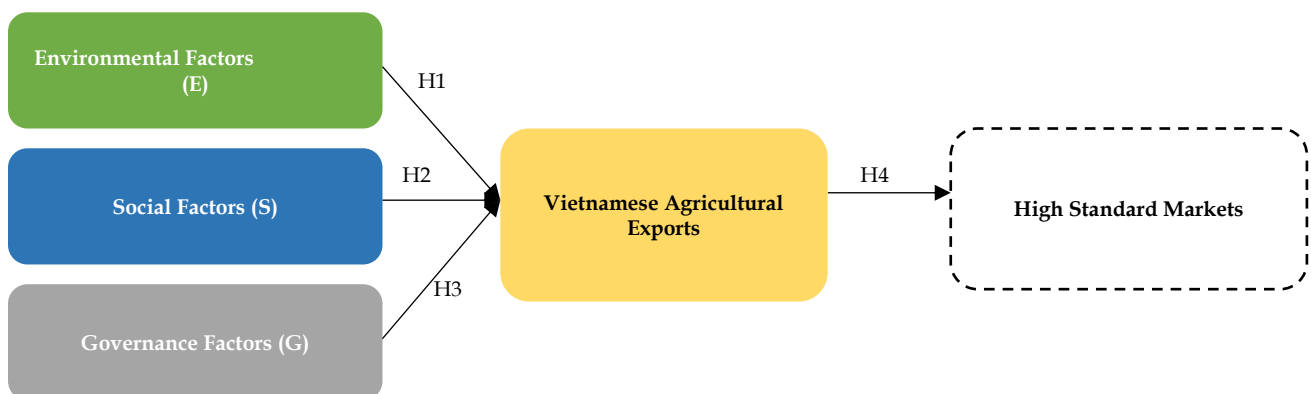 Environmental Factors
(E)
H1
Social Factors (S)
H2
Governance Factors (G)
H3
Vietnamese Agricultural
Exports
H4
High Standard Markets